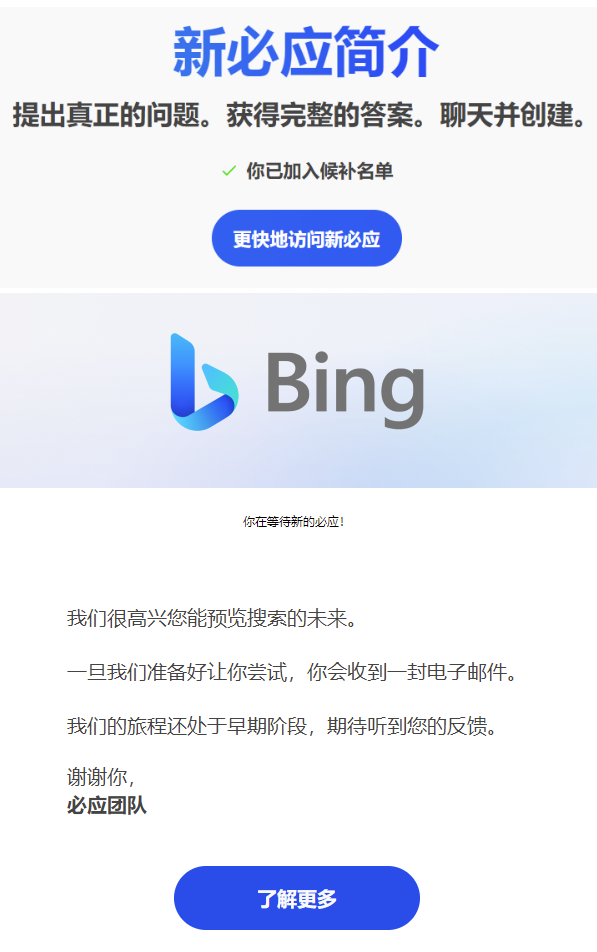 新必应简介
提出真正的问题。获得完整的答案。聊天并创建。
你已加入候补名单
更快地访问新必应
Bing
你在等待新的必应！
我们很高兴您能预览搜索的未来。
一旦我们准备好让你尝试，你会收到一封电子邮件。
我们的旅程还处于早期阶段，期待听到您的反馈。
谢谢你，
必应团队
了解更多